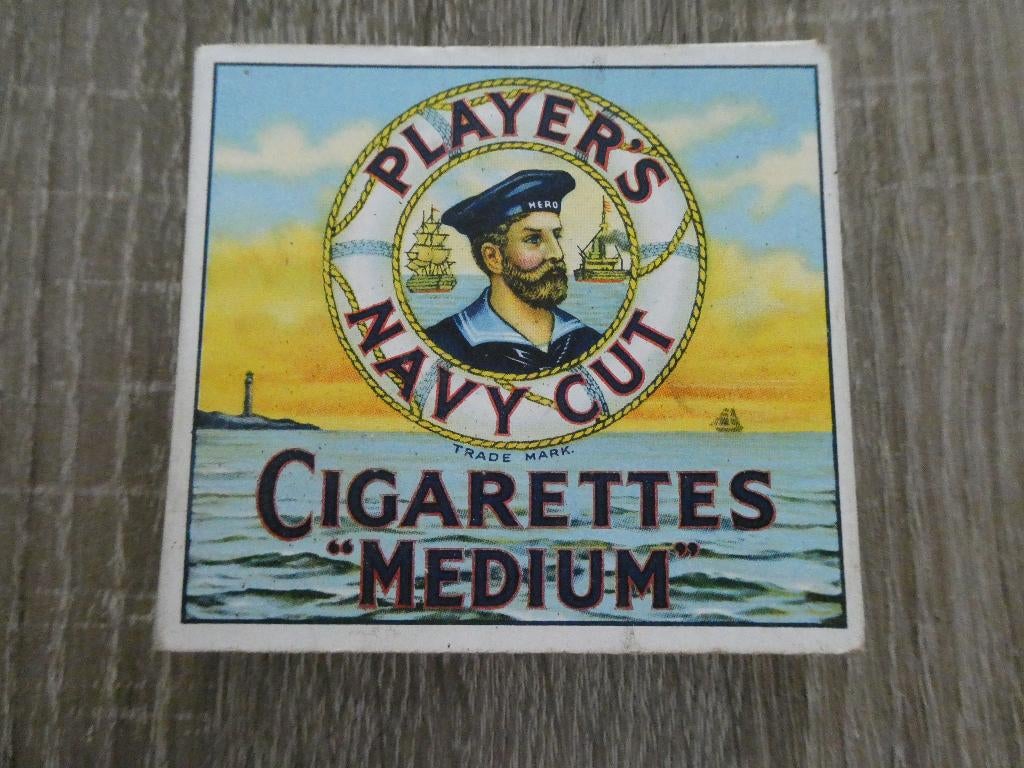 PLAYER'S
HERO
NAVY CUT
TRADE MARK.
CIGARETTES
"MEDIUM"